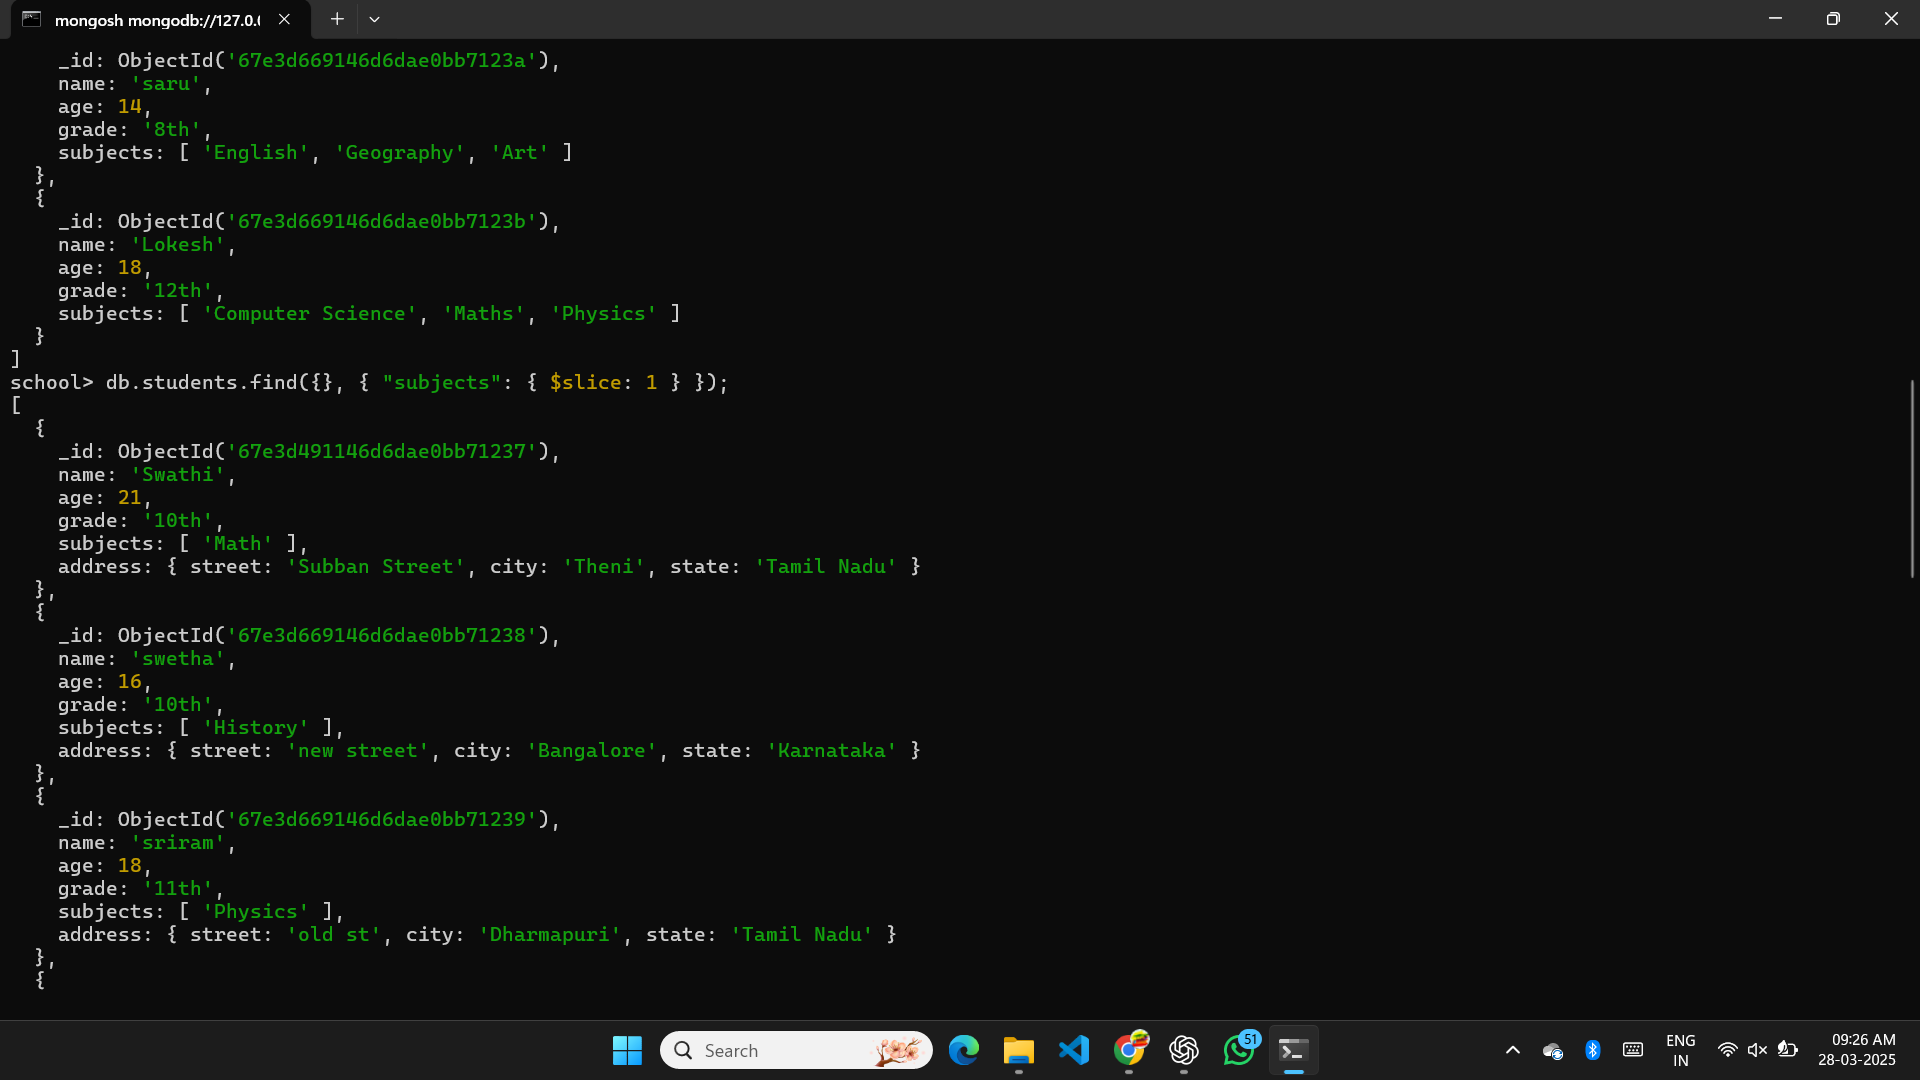 mongosh mongodb://127.0.0
_id: ObjectId('67e3d669146d6dae0bb7123a'),
name: 'saru',
age: 14,
grade: '8th',
subjects: [ 'English', 'Geography', 'Art' ]
},
{
_id: ObjectId('67e3d669146d6dae0bb7123b'),
name: 'Lokesh',
age: 18,
grade: '12th',
subjects: [ 'Computer Science', 'Maths', 'Physics' ]
}
]
school> db.students.find({}, { "subjects": { $slice: 1 } });
[
{
_id: ObjectId('67e3d491146d6dae0bb71237'),
name: 'Swathi',
age: 21,
grade: '10th',
subjects: [ 'Math' ],
address: { street: 'Subban Street', city: 'Theni', state: 'Tamil Nadu' }
},
{
_id: ObjectId('67e3d669146d6dae0bb71238'),
name: 'swetha',
age: 16,
grade: '10th',
subjects: [ 'History' ],
address: { street: 'new street', city: 'Bangalore', state: 'Karnataka' }
},
{
_id: ObjectId('67e3d669146d6dae0bb71239'),
name: 'sriram',
age: 18,
grade: '11th',
subjects: [ 'Physics' ],
address: { street: 'old st', city: 'Dharmapuri', state: 'Tamil Nadu' }
},
{
Search
51
ENG
IN
09:26 AM
28-03-2025